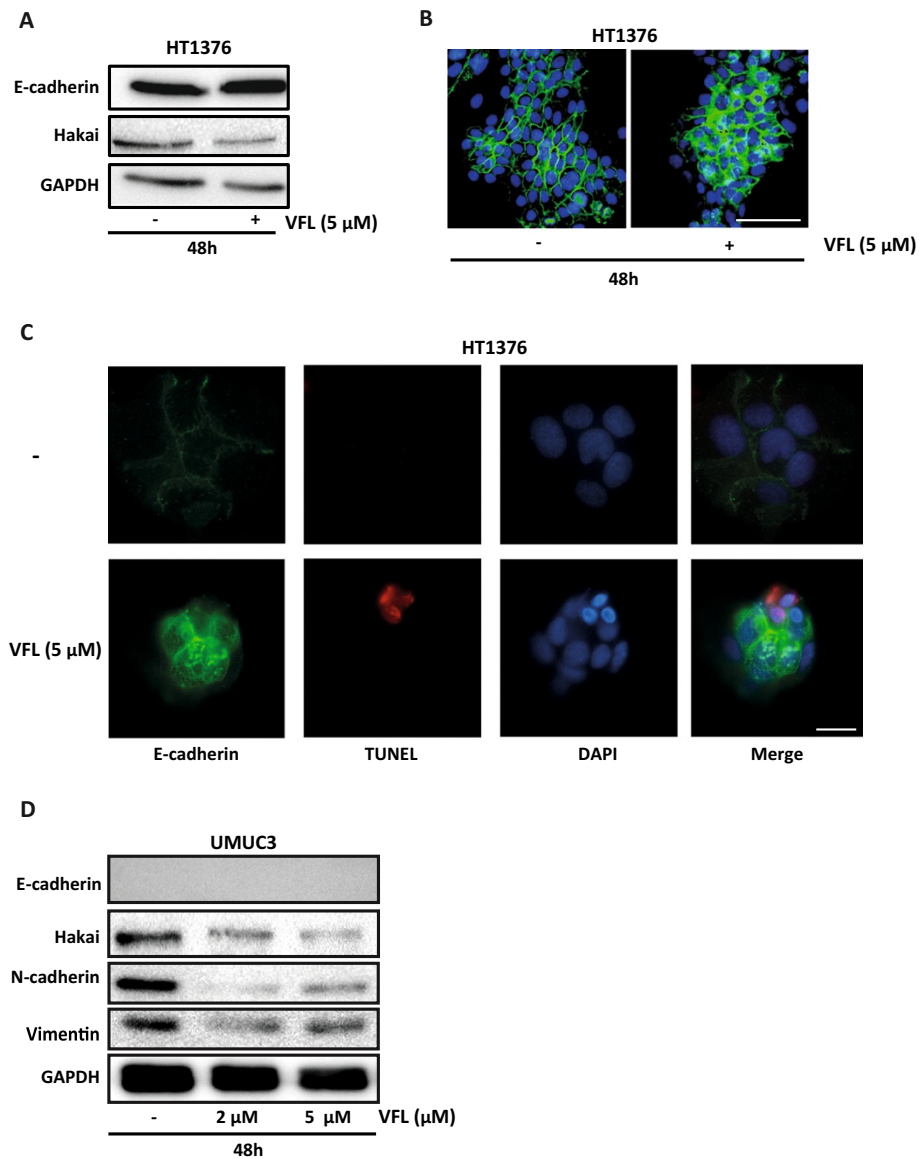 A
HT1376
E-cadherin
Hakai
GAPDH
- + VFL (5 μM)
48h
B
HT1376
- + VFL (5 μM)
48h
C
HT1376
-
VFL (5 μM)
E-cadherin TUNEL DAPI Merge
D
UMUC3
E-cadherin
Hakai
N-cadherin
Vimentin
GAPDH
- 2 μM 5 μM VFL (μM)
48h